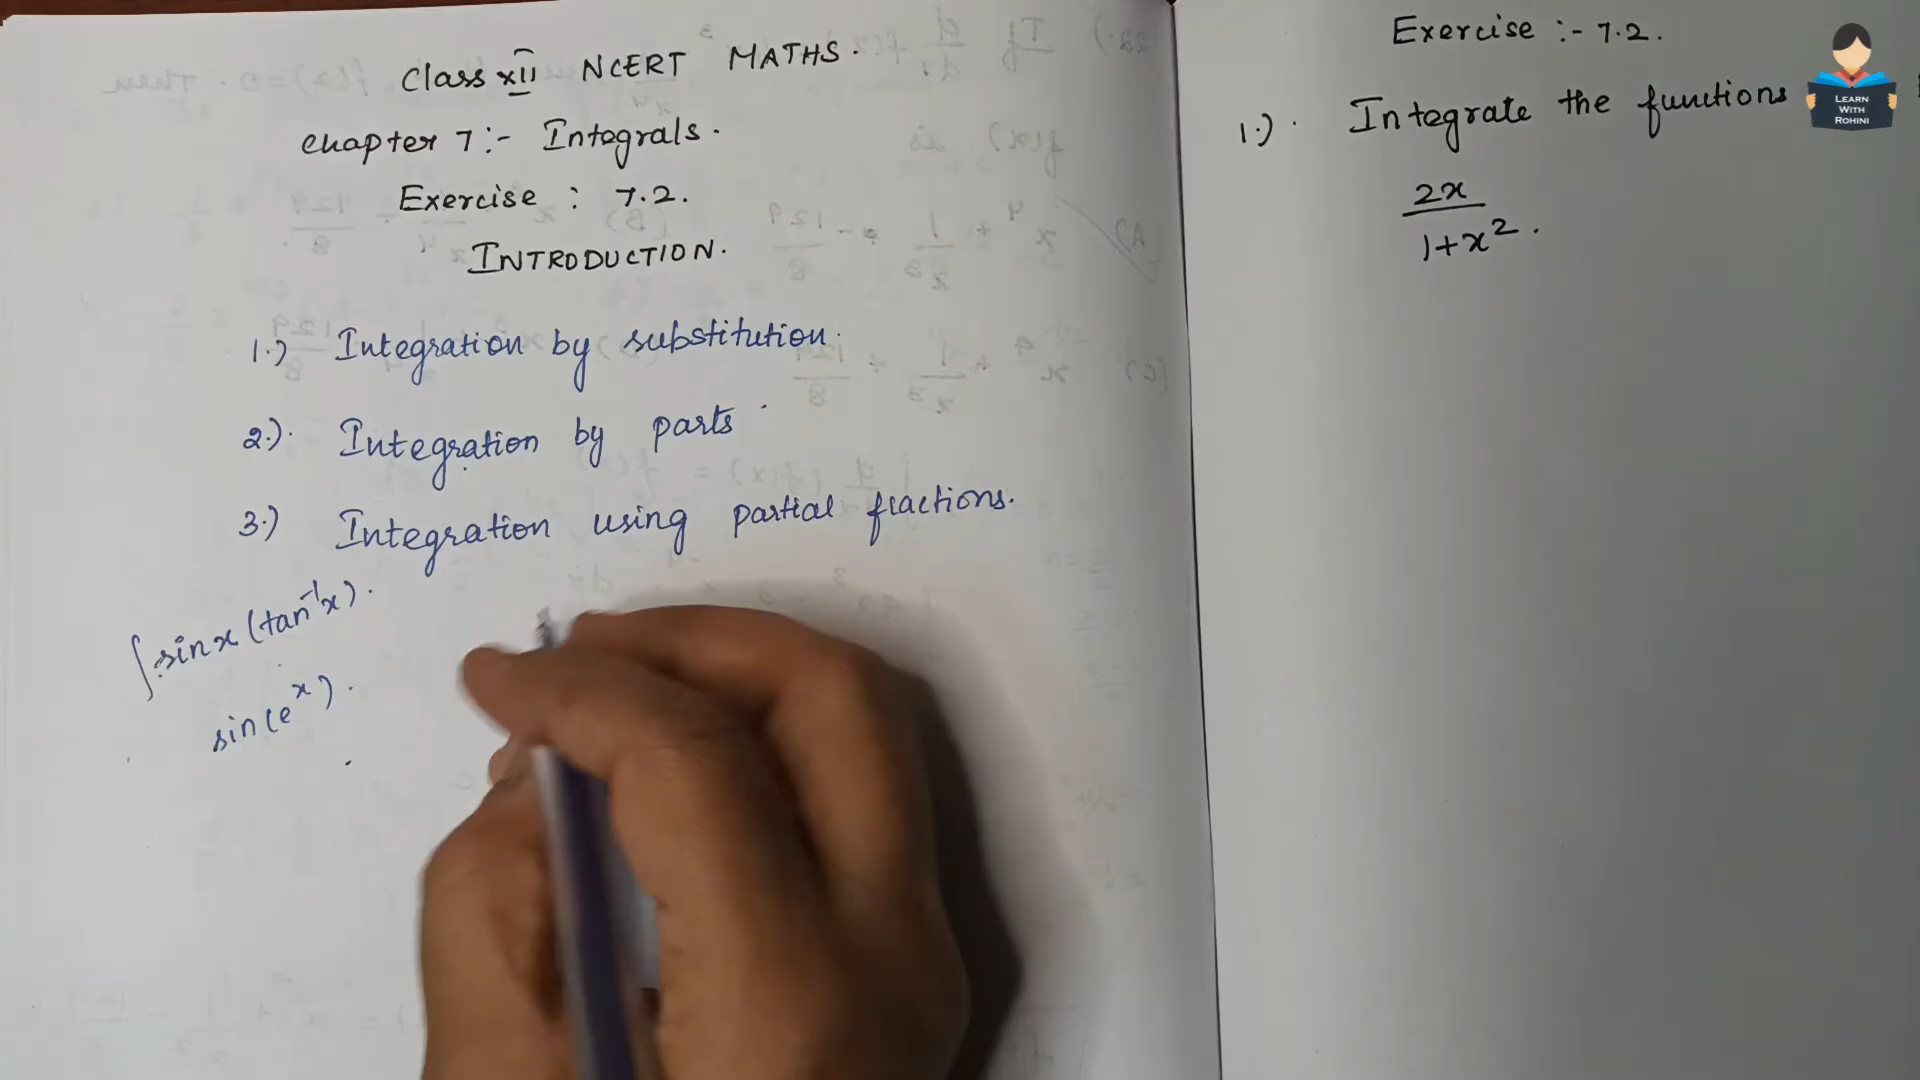 Class XII NCERT MATHS.
Chapter 7:- Integrals.
Exercise : 7.2.
INTRODUCTION.
1.) Integration by substitution.
2.) Integration by parts.
3.) Integration using partial fractions.
∫sinx (tan⁻¹x).
sin(eˣ).
Exercise :- 7.2.
1.) Integrate the functions
2x
1+x².
LEARN
WITH
ROHINI